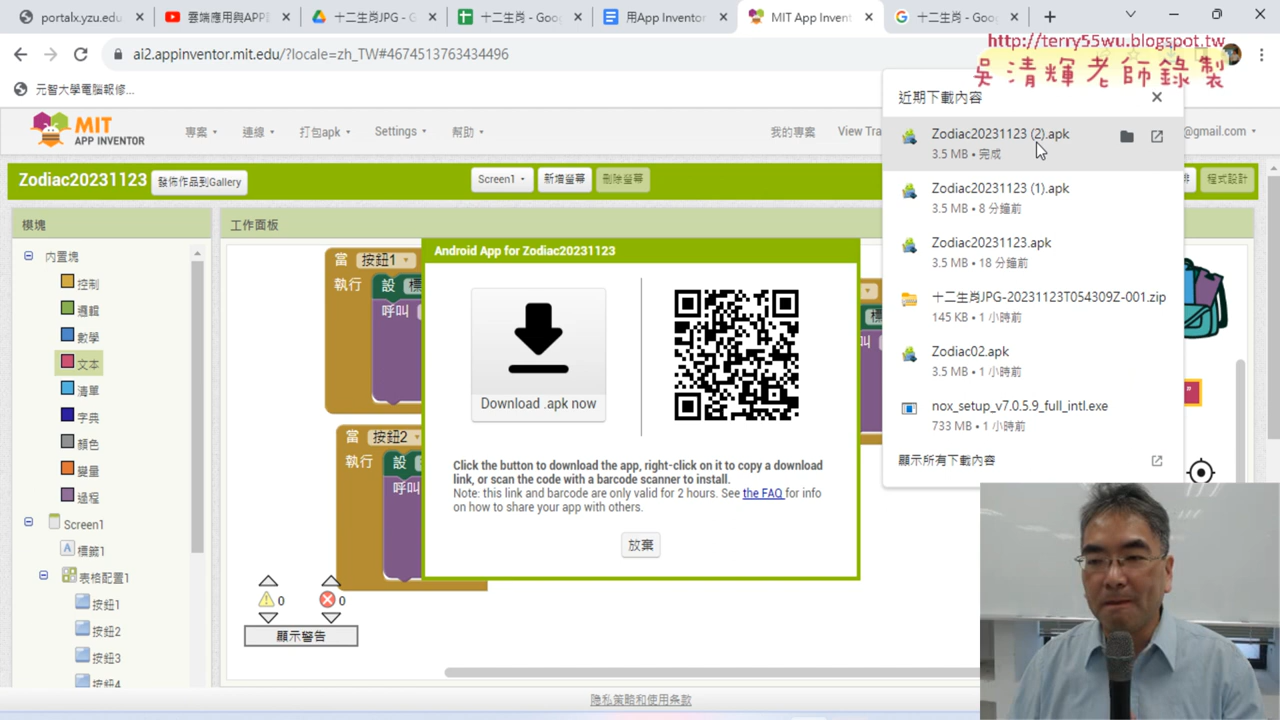 portalx.yzu.edu
雲端應用與APP
十二生肖JPG - G
十二生肖 - Goog
用App Inventor
MIT App Invent
十二生肖 - Goo
ai2.appinventor.mit.edu/?locale=zh_TW#4674513763434496
http://terry55wu.blogspot.tw
吳清輝老師錄製
元智大學電腦報修...
MIT
APP INVENTOR
專案
連線
打包apk
Settings
幫助
我的專案
View Tra
@gmail.com
Zodiac20231123
發佈作品到Gallery
Screen1
新增螢幕
刪除螢幕
程式設計
模塊
工作面板
內置塊
控制
邏輯
數學
文本
清單
字典
顏色
變量
過程
Screen1
標籤1
表格配置1
按鈕1
按鈕2
按鈕3
按鈕4
當 按鈕1
執行 設
呼叫
當 按鈕2
執行 設
呼叫
0
0
顯示警告
Android App for Zodiac20231123
Download .apk now
Click the button to download the app, right-click on it to copy a download
link, or scan the code with a barcode scanner to install.
Note: this link and barcode are only valid for 2 hours. See the FAQ for info
on how to share your app with others.
放棄
近期下載內容
Zodiac20231123 (2).apk
3.5 MB • 完成
Zodiac20231123 (1).apk
3.5 MB • 8 分鐘前
Zodiac20231123.apk
3.5 MB • 18 分鐘前
十二生肖JPG-20231123T054309Z-001.zip
145 KB • 1 小時前
Zodiac02.apk
3.5 MB • 1 小時前
nox_setup_v7.0.5.9_full_intl.exe
733 MB • 1 小時前
顯示所有下載內容
隐私策略和使用条款